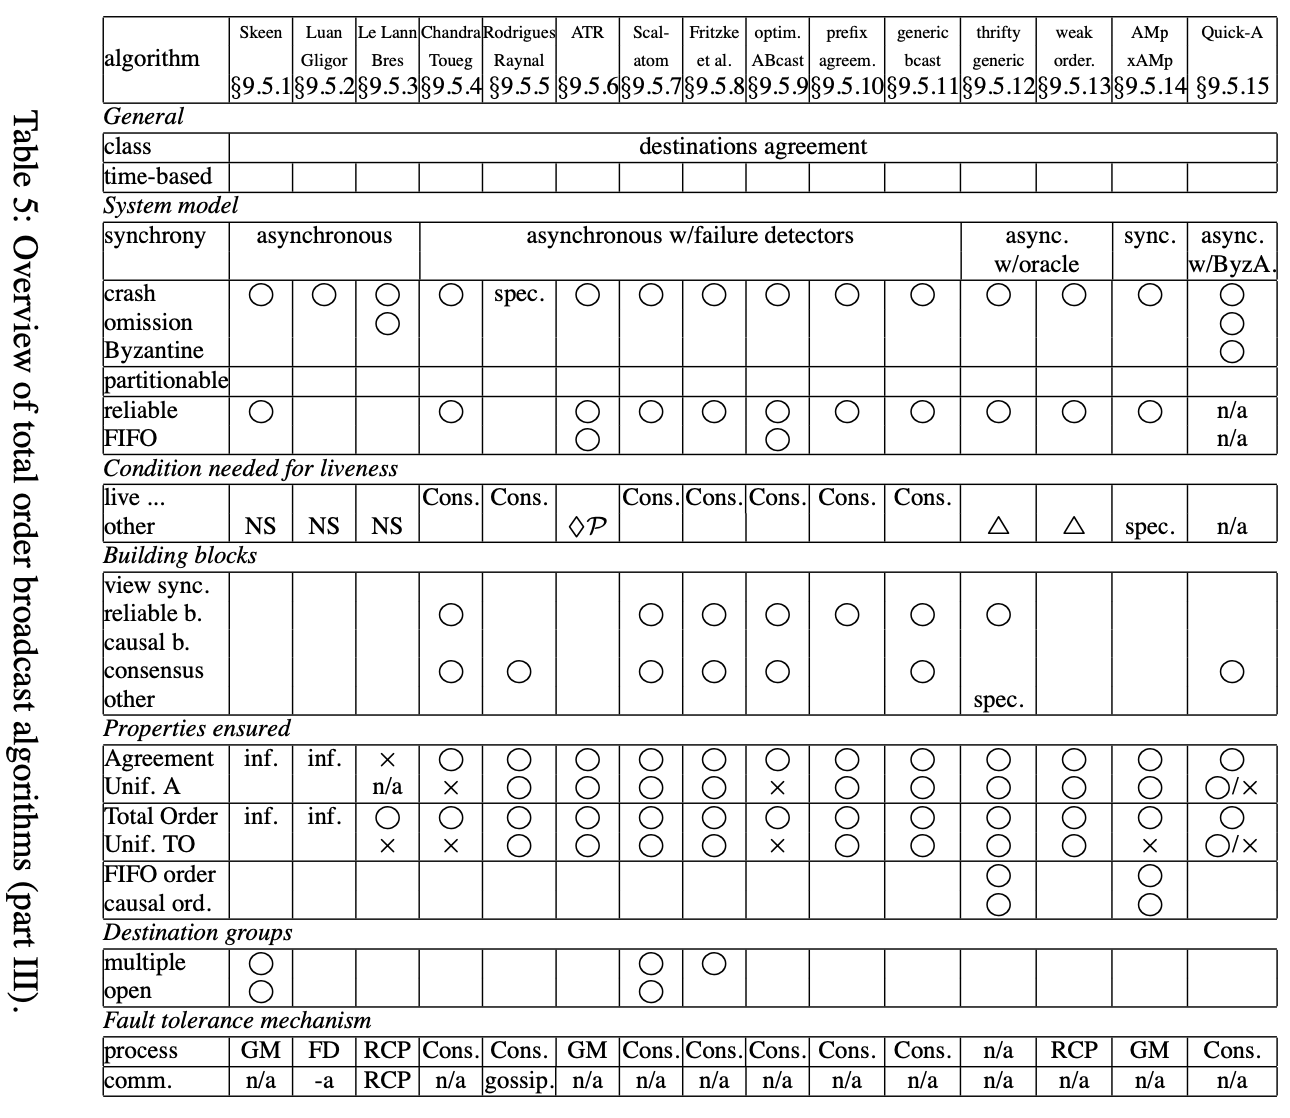 Table 5: Overview of total order broadcast algorithms (part III).
algorithm Skeen §9.5.1 Luan Gligor §9.5.2 Le Lann Bres §9.5.3 Chandra Toueg §9.5.4 Rodrigues Raynal §9.5.5 ATR §9.5.6 Scal-atom §9.5.7 Fritzke et al. §9.5.8 optim. ABcast §9.5.9 prefix agreem. §9.5.10 generic bcast §9.5.11 thrifty generic §9.5.12 weak order. §9.5.13 AMp xAMp §9.5.14 Quick-A §9.5.15
General
class destinations agreement
time-based
System model
synchrony asynchronous asynchronous w/failure detectors async. w/oracle sync. async. w/ByzA.
crash ○ ○ ○ ○ spec. ○ ○ ○ ○ ○ ○ ○ ○ ○ ○
omission ○ ○
Byzantine ○
partitionable
reliable ○ ○ ○ ○ ○ ○ ○ ○ ○ ○ ○ n/a
FIFO ○ ○ n/a
Condition needed for liveness
live ... Cons. Cons. Cons. Cons. Cons. Cons. Cons.
other NS NS NS ◇P △ △ spec. n/a
Building blocks
view sync.
reliable b. ○ ○ ○ ○ ○ ○ ○
causal b.
consensus ○ ○ ○ ○ ○ ○ ○
other spec.
Properties ensured
Agreement inf. inf. × ○ ○ ○ ○ ○ ○ ○ ○ ○ ○ ○ ○
Unif. A n/a × ○ ○ ○ ○ × ○ ○ ○ ○ ○ ○/×
Total Order inf. inf. ○ ○ ○ ○ ○ ○ ○ ○ ○ ○ ○ ○ ○
Unif. TO × × ○ ○ ○ ○ × ○ ○ ○ ○ × ○/×
FIFO order ○ ○
causal ord. ○ ○
Destination groups
multiple ○ ○ ○
open ○ ○
Fault tolerance mechanism
process GM FD RCP Cons. Cons. GM Cons. Cons. Cons. Cons. Cons. n/a RCP GM Cons.
comm. n/a -a RCP n/a gossip. n/a n/a n/a n/a n/a n/a n/a n/a n/a n/a